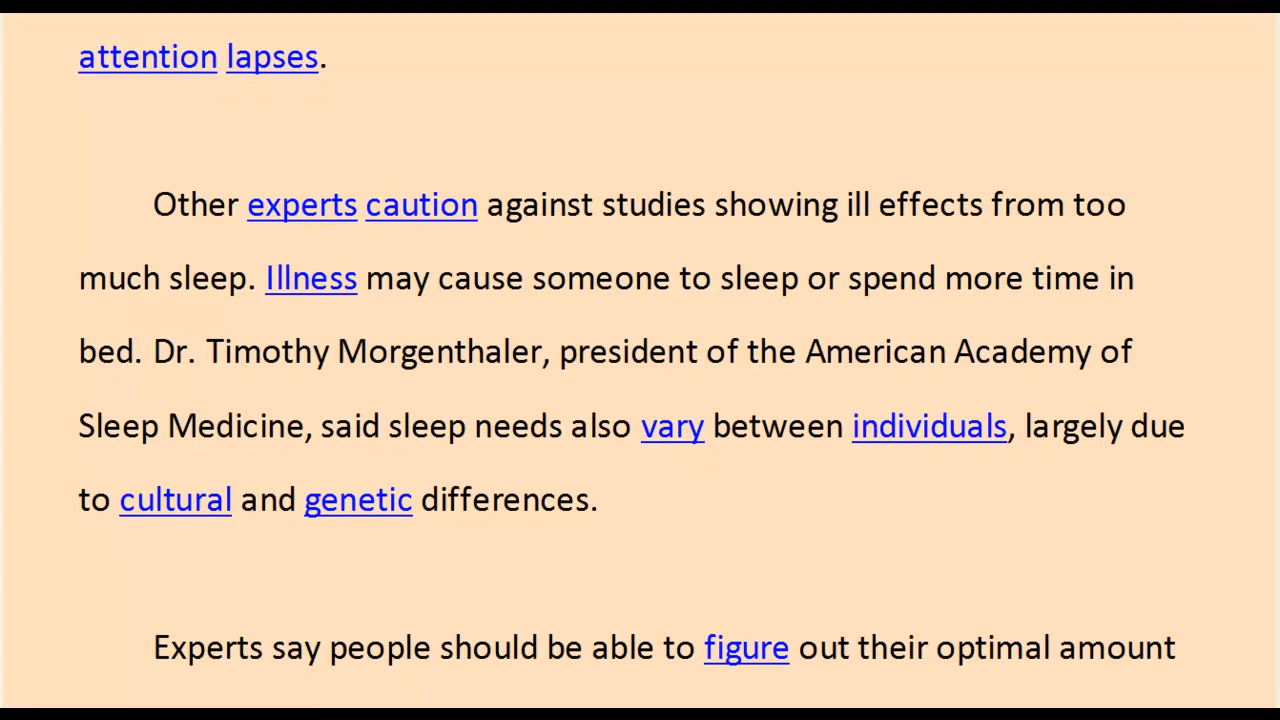 attention lapses.
Other experts caution against studies showing ill effects from too
much sleep. Illness may cause someone to sleep or spend more time in
bed. Dr. Timothy Morgenthaler, president of the American Academy of
Sleep Medicine, said sleep needs also vary between individuals, largely due
to cultural and genetic differences.
Experts say people should be able to figure out their optimal amount